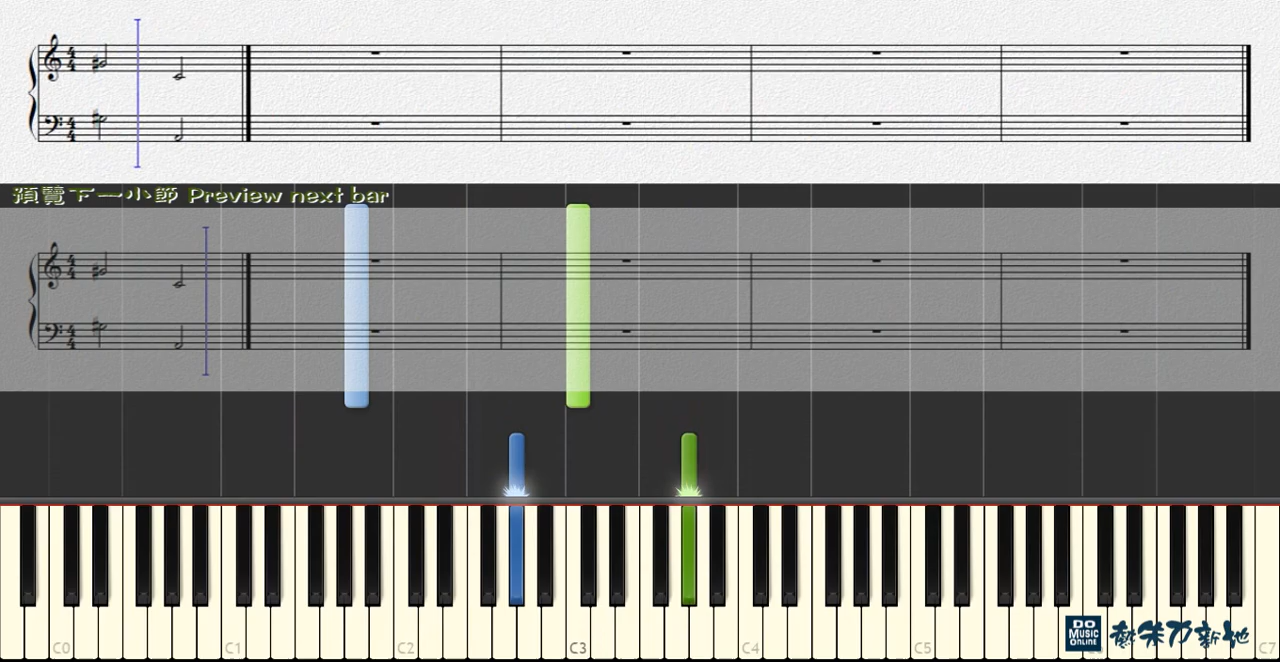 預覽下一小節 Preview next bar
C0 C1 C2 C3 C4 C5 C7
DO
MUSIC
ONLINE